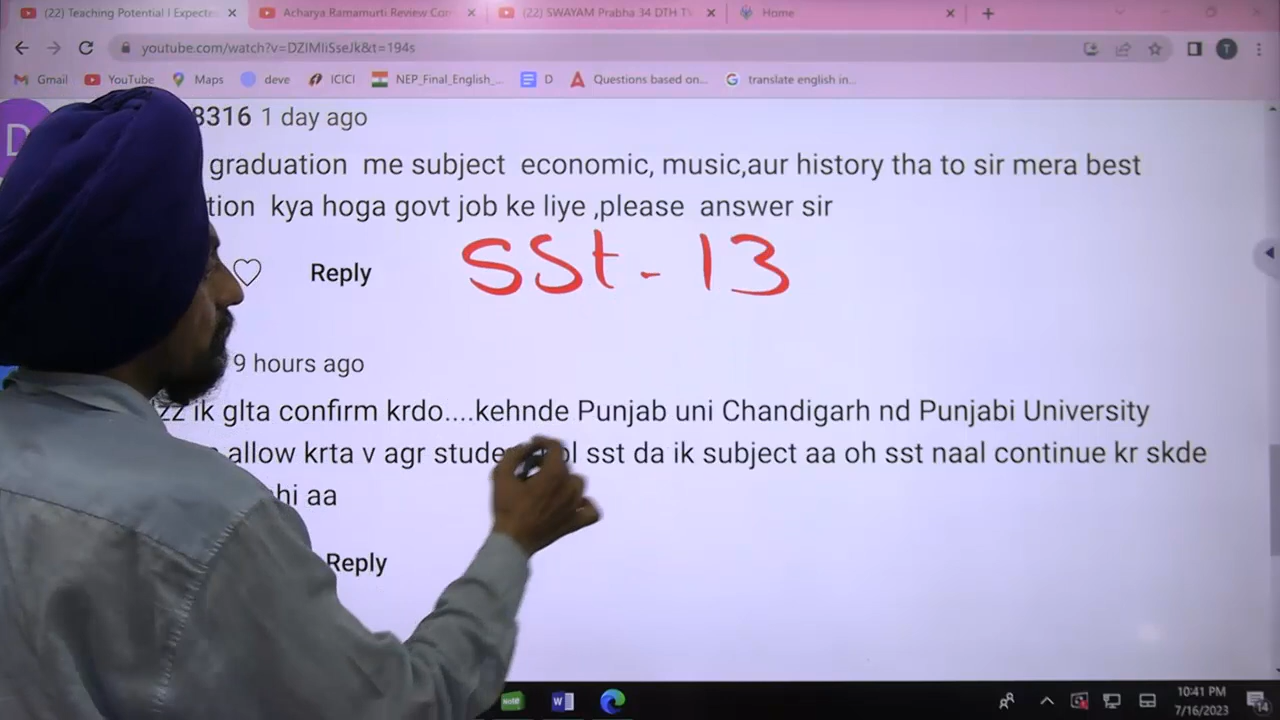 (22) Teaching Potential I Expecte
Acharya Ramamurti Review Com
(22) SWAYAM Prabha 34 DTH T
Home
youtube.com/watch?v=DZIMIiSseJk&t=194s
T
Gmail
YouTube
Maps
deve
ICICI
NEP_Final_English_...
D
Questions based on...
translate english in...
D
8316 1 day ago
graduation me subject economic, music,aur history tha to sir mera best
tion kya hoga govt job ke liye ,please answer sir
Reply
SSt - 13
9 hours ago
zz ik glta confirm krdo....kehnde Punjab uni Chandigarh nd Punjabi University
allow krta v agr stude ol sst da ik subject aa oh sst naal continue kr skde
hi aa
Reply
10:41 PM
7/16/2023
14